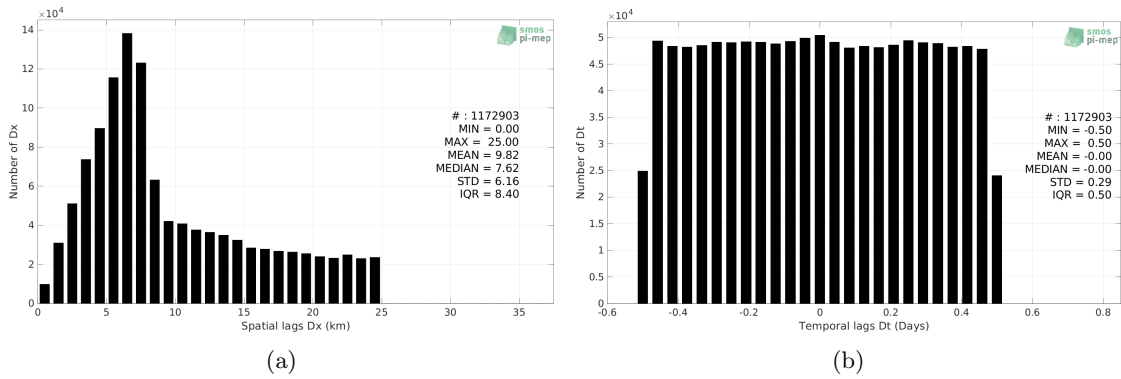 ×10⁴
14
12
10
8
6
4
2
0
Number of Dx
smos
pi-mep
# : 1172903
MIN = 0.00
MAX = 25.00
MEAN = 9.82
MEDIAN = 7.62
STD = 6.16
IQR = 8.40
0 5 10 15 20 25 30 35
Spatial lags Dx (km)
(a)
×10⁴
5
4.5
4
3.5
3
2.5
2
1.5
1
0.5
0
Number of Dt
smos
pi-mep
# : 1172903
MIN = -0.50
MAX = 0.50
MEAN = -0.00
MEDIAN = -0.00
STD = 0.29
IQR = 0.50
-0.6 -0.4 -0.2 0 0.2 0.4 0.6 0.8
Temporal lags Dt (Days)
(b)